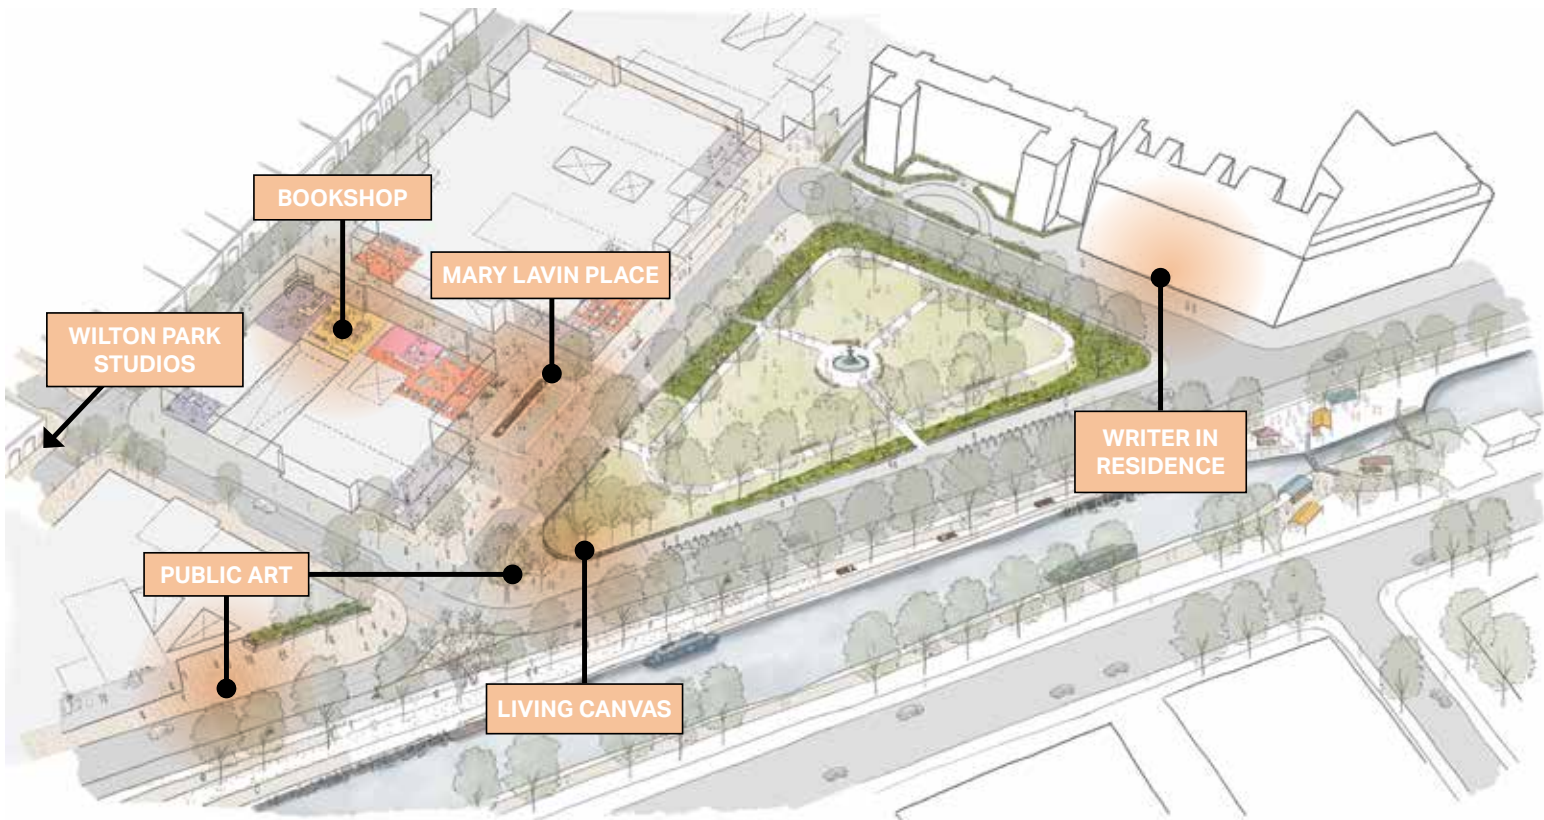 BOOKSHOP
MARY LAVIN PLACE
WILTON PARK
STUDIOS
WRITER IN
RESIDENCE
PUBLIC ART
LIVING CANVAS